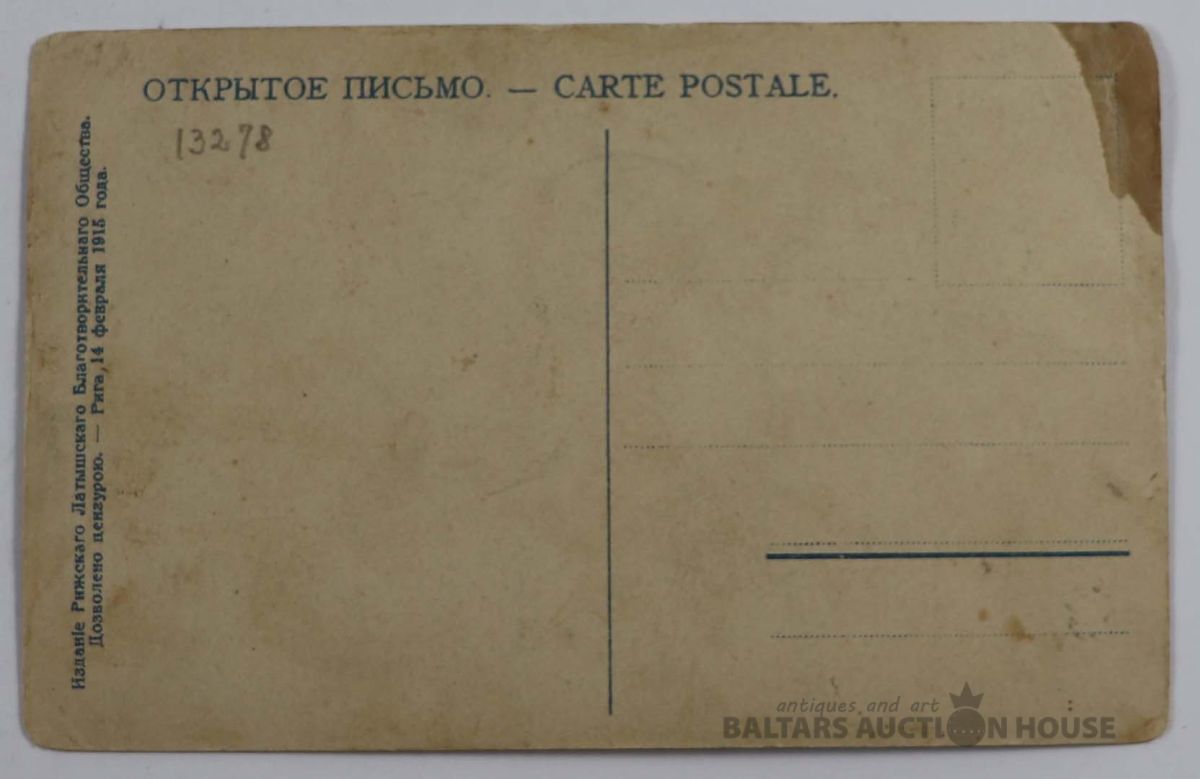 ОТКРЫТОЕ ПИСЬМО. — CARTE POSTALE.
13278
Изданіе Рижскаго Латышскаго Благотворительнаго Общества.
Дозволено цензурою. — Рига, 14 февраля 1915 года.
antiques and art
BALTARS AUCTION HOUSE